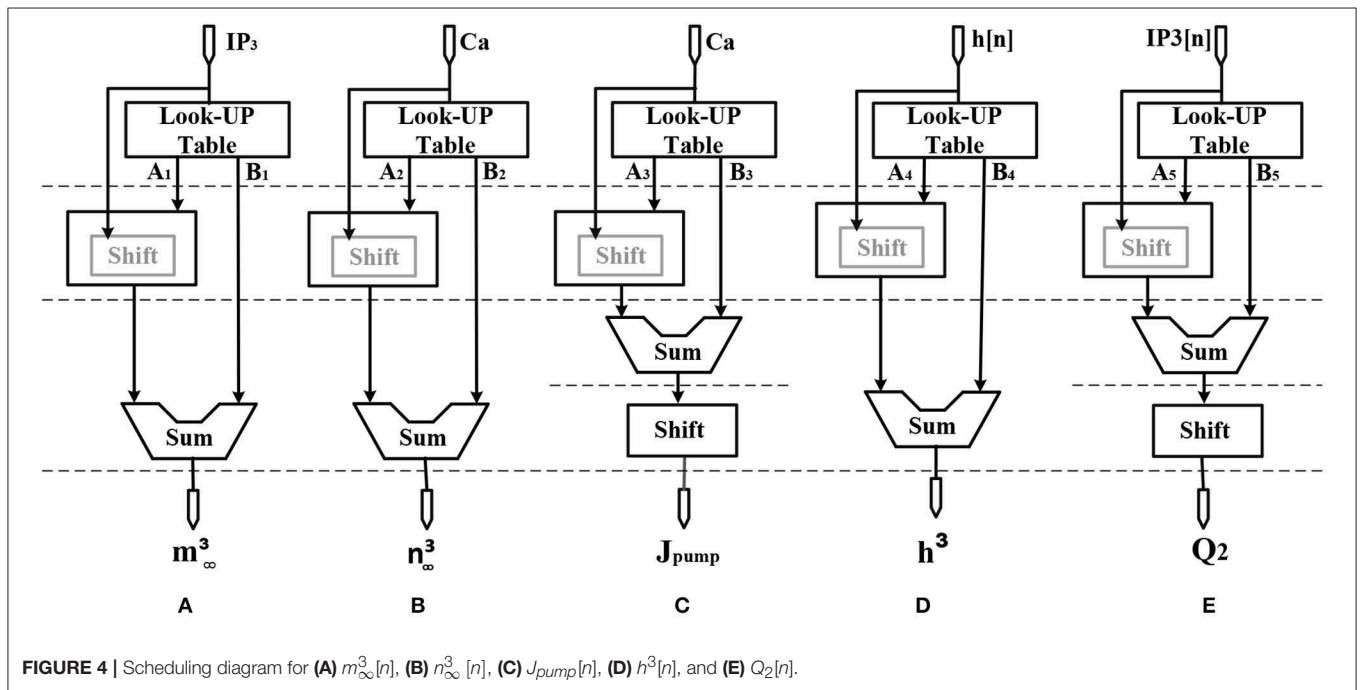 IP₃
Look-UP
Table
A₁
B₁
Shift
Sum
m³∞
A
Ca
Look-UP
Table
A₂
B₂
Shift
Sum
n³∞
B
Ca
Look-UP
Table
A₃
B₃
Shift
Sum
Shift
Jpump
C
h[n]
Look-UP
Table
A₄
B₄
Shift
Sum
h³
D
IP3[n]
Look-UP
Table
A₅
B₅
Shift
Sum
Shift
Q₂
E
FIGURE 4 | Scheduling diagram for (A) m³∞[n], (B) n³∞ [n], (C) Jpump[n], (D) h³[n], and (E) Q₂[n].